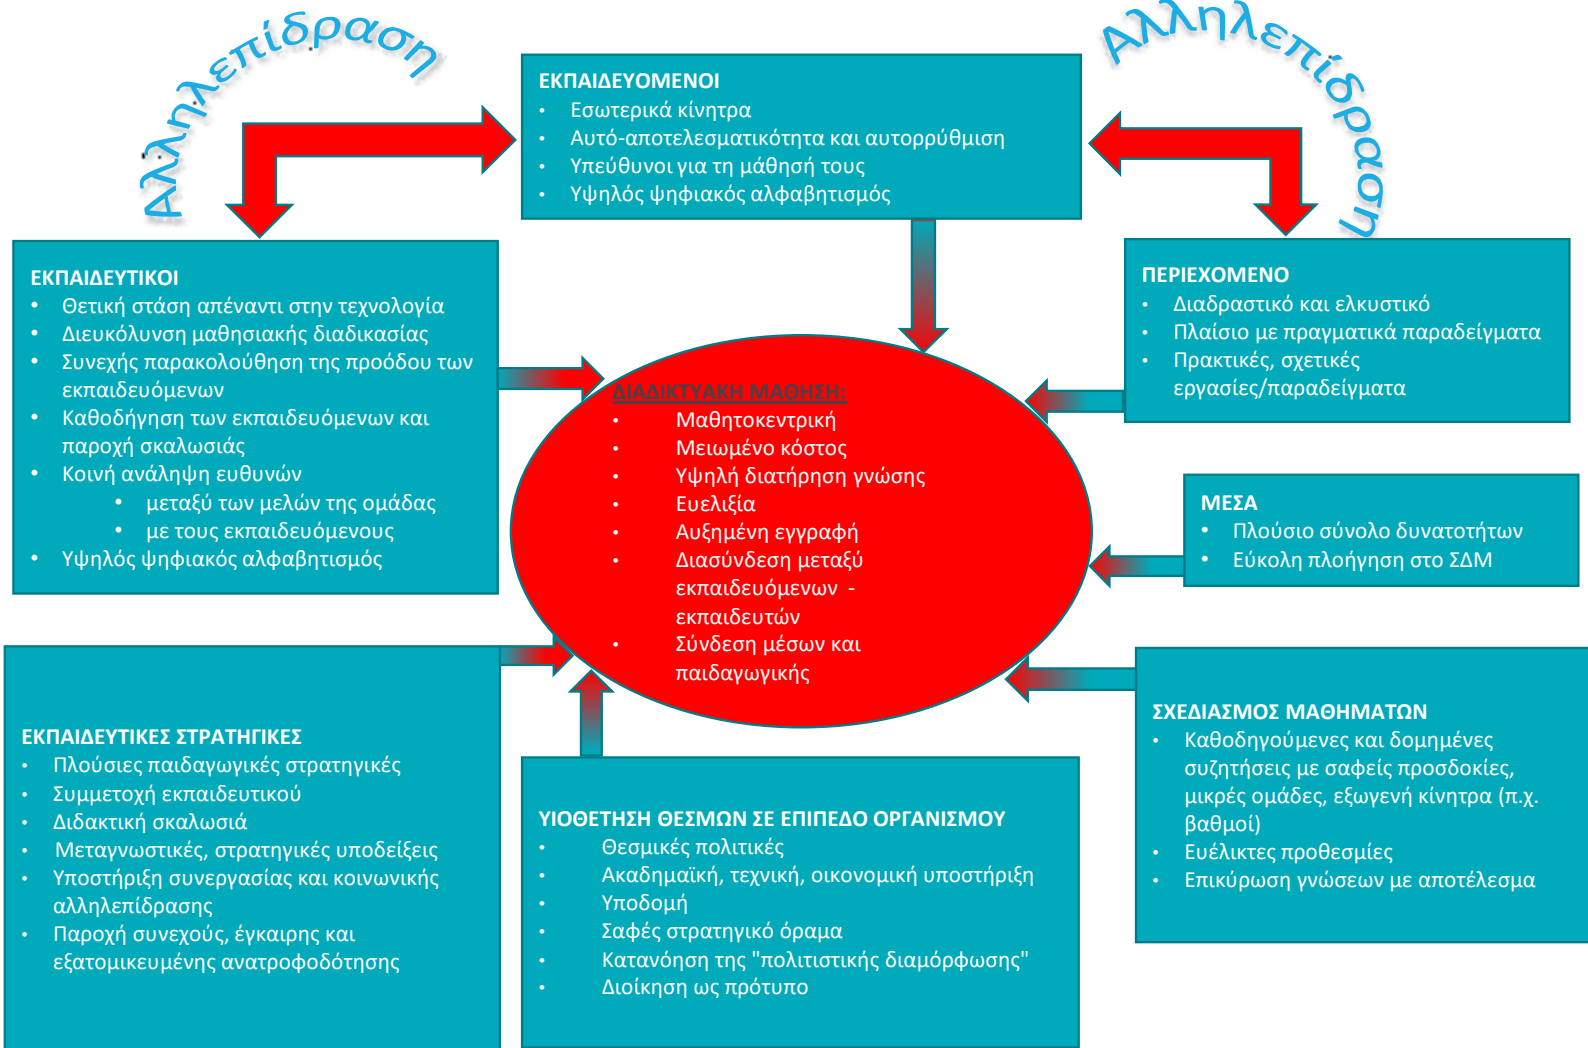 Αλληλεπίδραση
Αλληλεπίδραση
ΕΚΠΑΙΔΕΥΟΜΕΝΟΙ
• Εσωτερικά κίνητρα
• Αυτό-αποτελεσματικότητα και αυτορρύθμιση
• Υπεύθυνοι για τη μάθησή τους
• Υψηλός ψηφιακός αλφαβητισμός
ΕΚΠΑΙΔΕΥΤΙΚΟΙ
• Θετική στάση απέναντι στην τεχνολογία
• Διευκόλυνση μαθησιακής διαδικασίας
• Συνεχής παρακολούθηση της προόδου των
εκπαιδευόμενων
• Καθοδήγηση των εκπαιδευόμενων και
παροχή σκαλωσιάς
• Κοινή ανάληψη ευθυνών
• μεταξύ των μελών της ομάδας
• με τους εκπαιδευόμενους
• Υψηλός ψηφιακός αλφαβητισμός
ΠΕΡΙΕΧΟΜΕΝΟ
• Διαδραστικό και ελκυστικό
• Πλαίσιο με πραγματικά παραδείγματα
• Πρακτικές, σχετικές
εργασίες/παραδείγματα
ΔΙΑΔΙΚΤΥΑΚΗ ΜΑΘΗΣΗ:
• Μαθητοκεντρική
• Μειωμένο κόστος
• Υψηλή διατήρηση γνώσης
• Ευελιξία
• Αυξημένη εγγραφή
• Διασύνδεση μεταξύ
εκπαιδευόμενων -
εκπαιδευτών
• Σύνδεση μέσων και
παιδαγωγικής
ΜΕΣΑ
• Πλούσιο σύνολο δυνατοτήτων
• Εύκολη πλοήγηση στο ΣΔΜ
ΕΚΠΑΙΔΕΥΤΙΚΕΣ ΣΤΡΑΤΗΓΙΚΕΣ
• Πλούσιες παιδαγωγικές στρατηγικές
• Συμμετοχή εκπαιδευτικού
• Διδακτική σκαλωσιά
• Μεταγνωστικές, στρατηγικές υποδείξεις
• Υποστήριξη συνεργασίας και κοινωνικής
αλληλεπίδρασης
• Παροχή συνεχούς, έγκαιρης και
εξατομικευμένης ανατροφοδότησης
ΥΙΟΘΕΤΗΣΗ ΘΕΣΜΩΝ ΣΕ ΕΠΙΠΕΔΟ ΟΡΓΑΝΙΣΜΟΥ
• Θεσμικές πολιτικές
• Ακαδημαϊκή, τεχνική, οικονομική υποστήριξη
• Υποδομή
• Σαφές στρατηγικό όραμα
• Κατανόηση της "πολιτιστικής διαμόρφωσης"
• Διοίκηση ως πρότυπο
ΣΧΕΔΙΑΣΜΟΣ ΜΑΘΗΜΑΤΩΝ
• Καθοδηγούμενες και δομημένες
συζητήσεις με σαφείς προσδοκίες,
μικρές ομάδες, εξωγενή κίνητρα (π.χ.
βαθμοί)
• Ευέλικτες προθεσμίες
• Επικύρωση γνώσεων με αποτέλεσμα